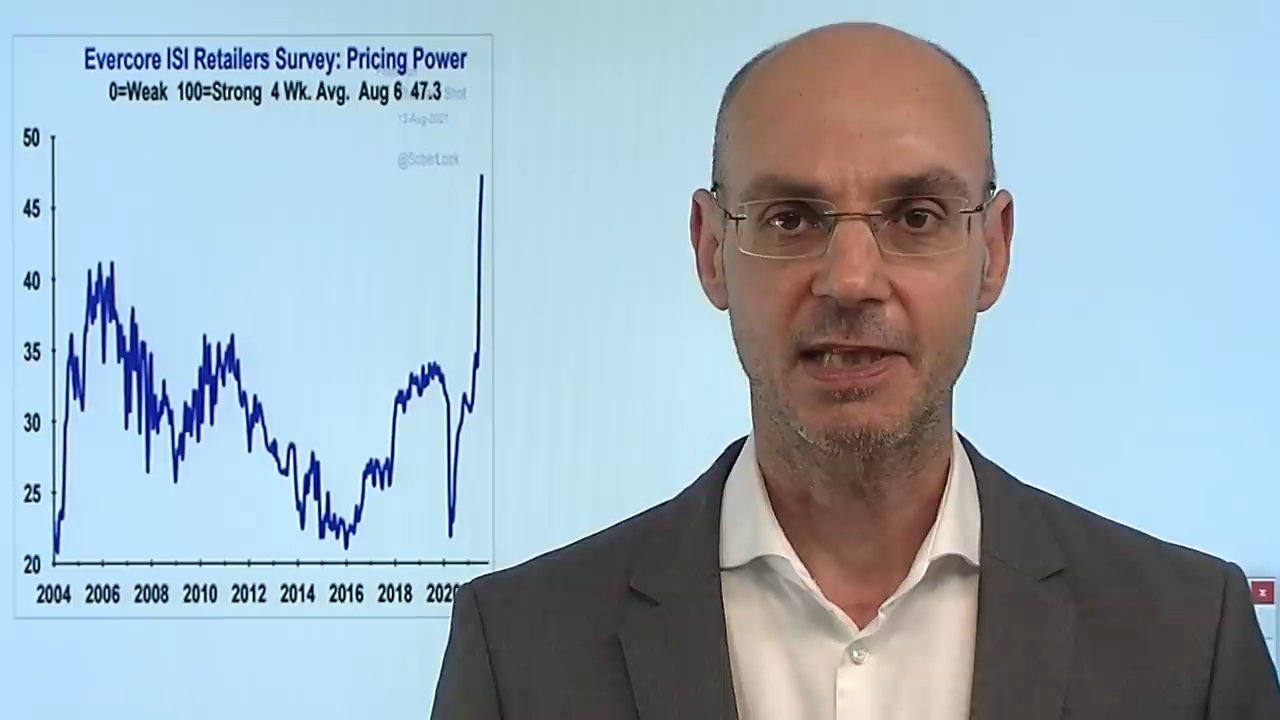 Evercore ISI Retailers Survey: Pricing Power
0=Weak 100=Strong 4 Wk. Avg. Aug 6 47.3
Shot
13-Aug-2021
@SoberLook
50
45
40
35
30
25
20
2004 2006 2008 2010 2012 2014 2016 2018 2020
x